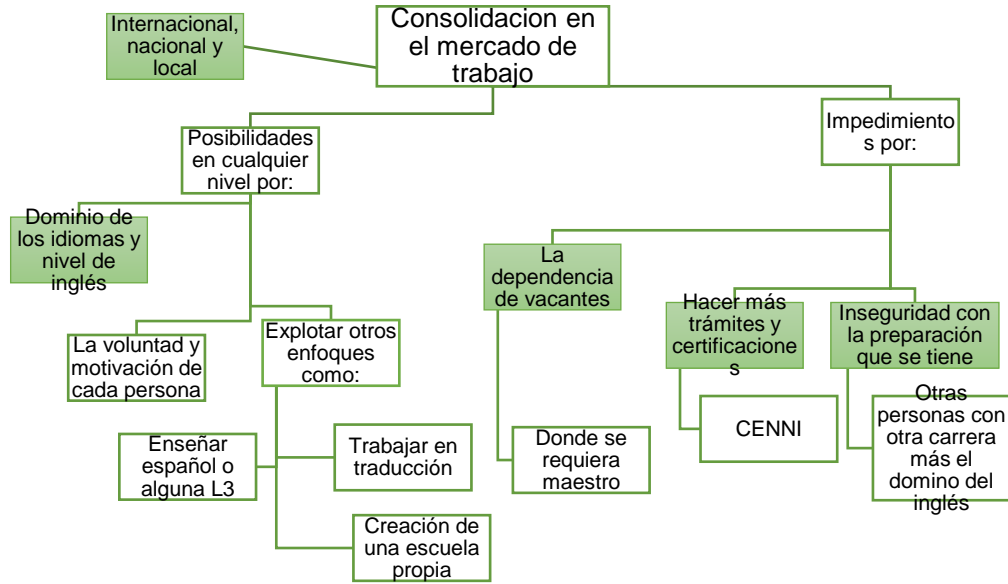 Internacional,
nacional y
local
Consolidacion en
el mercado de
trabajo
Posibilidades
en cualquier
nivel por:
Impedimiento
s por:
Dominio de
los idiomas y
nivel de
inglés
La voluntad y
motivación de
cada persona
Explotar otros
enfoques
como:
Enseñar
español o
alguna L3
Trabajar en
traducción
Creación de
una escuela
propia
La
dependencia
de vacantes
Donde se
requiera
maestro
Hacer más
trámites y
certificacione
s
CENNI
Inseguridad con
la preparación
que se tiene
Otras
personas con
otra carrera
más el
domino del
inglés